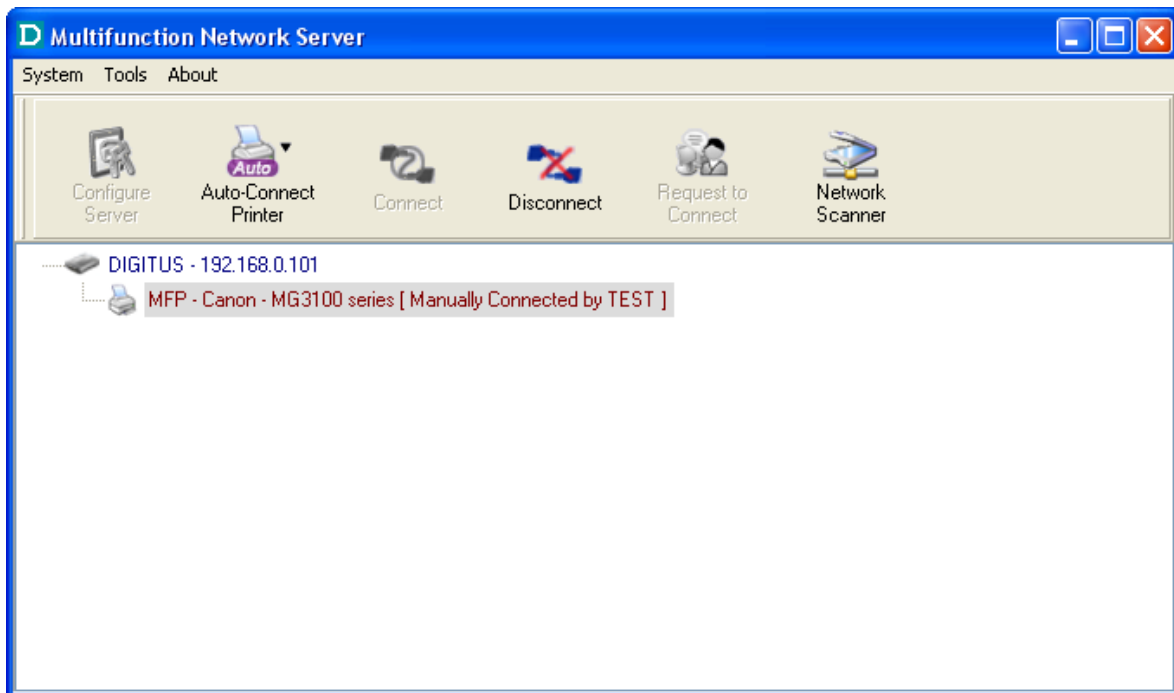 D Multifunction Network Server
System Tools About
Auto
Configure Server
Auto-Connect Printer
Connect
Disconnect
Request to Connect
Network Scanner
DIGITUS - 192.168.0.101
MFP - Canon - MG3100 series [ Manually Connected by TEST ]